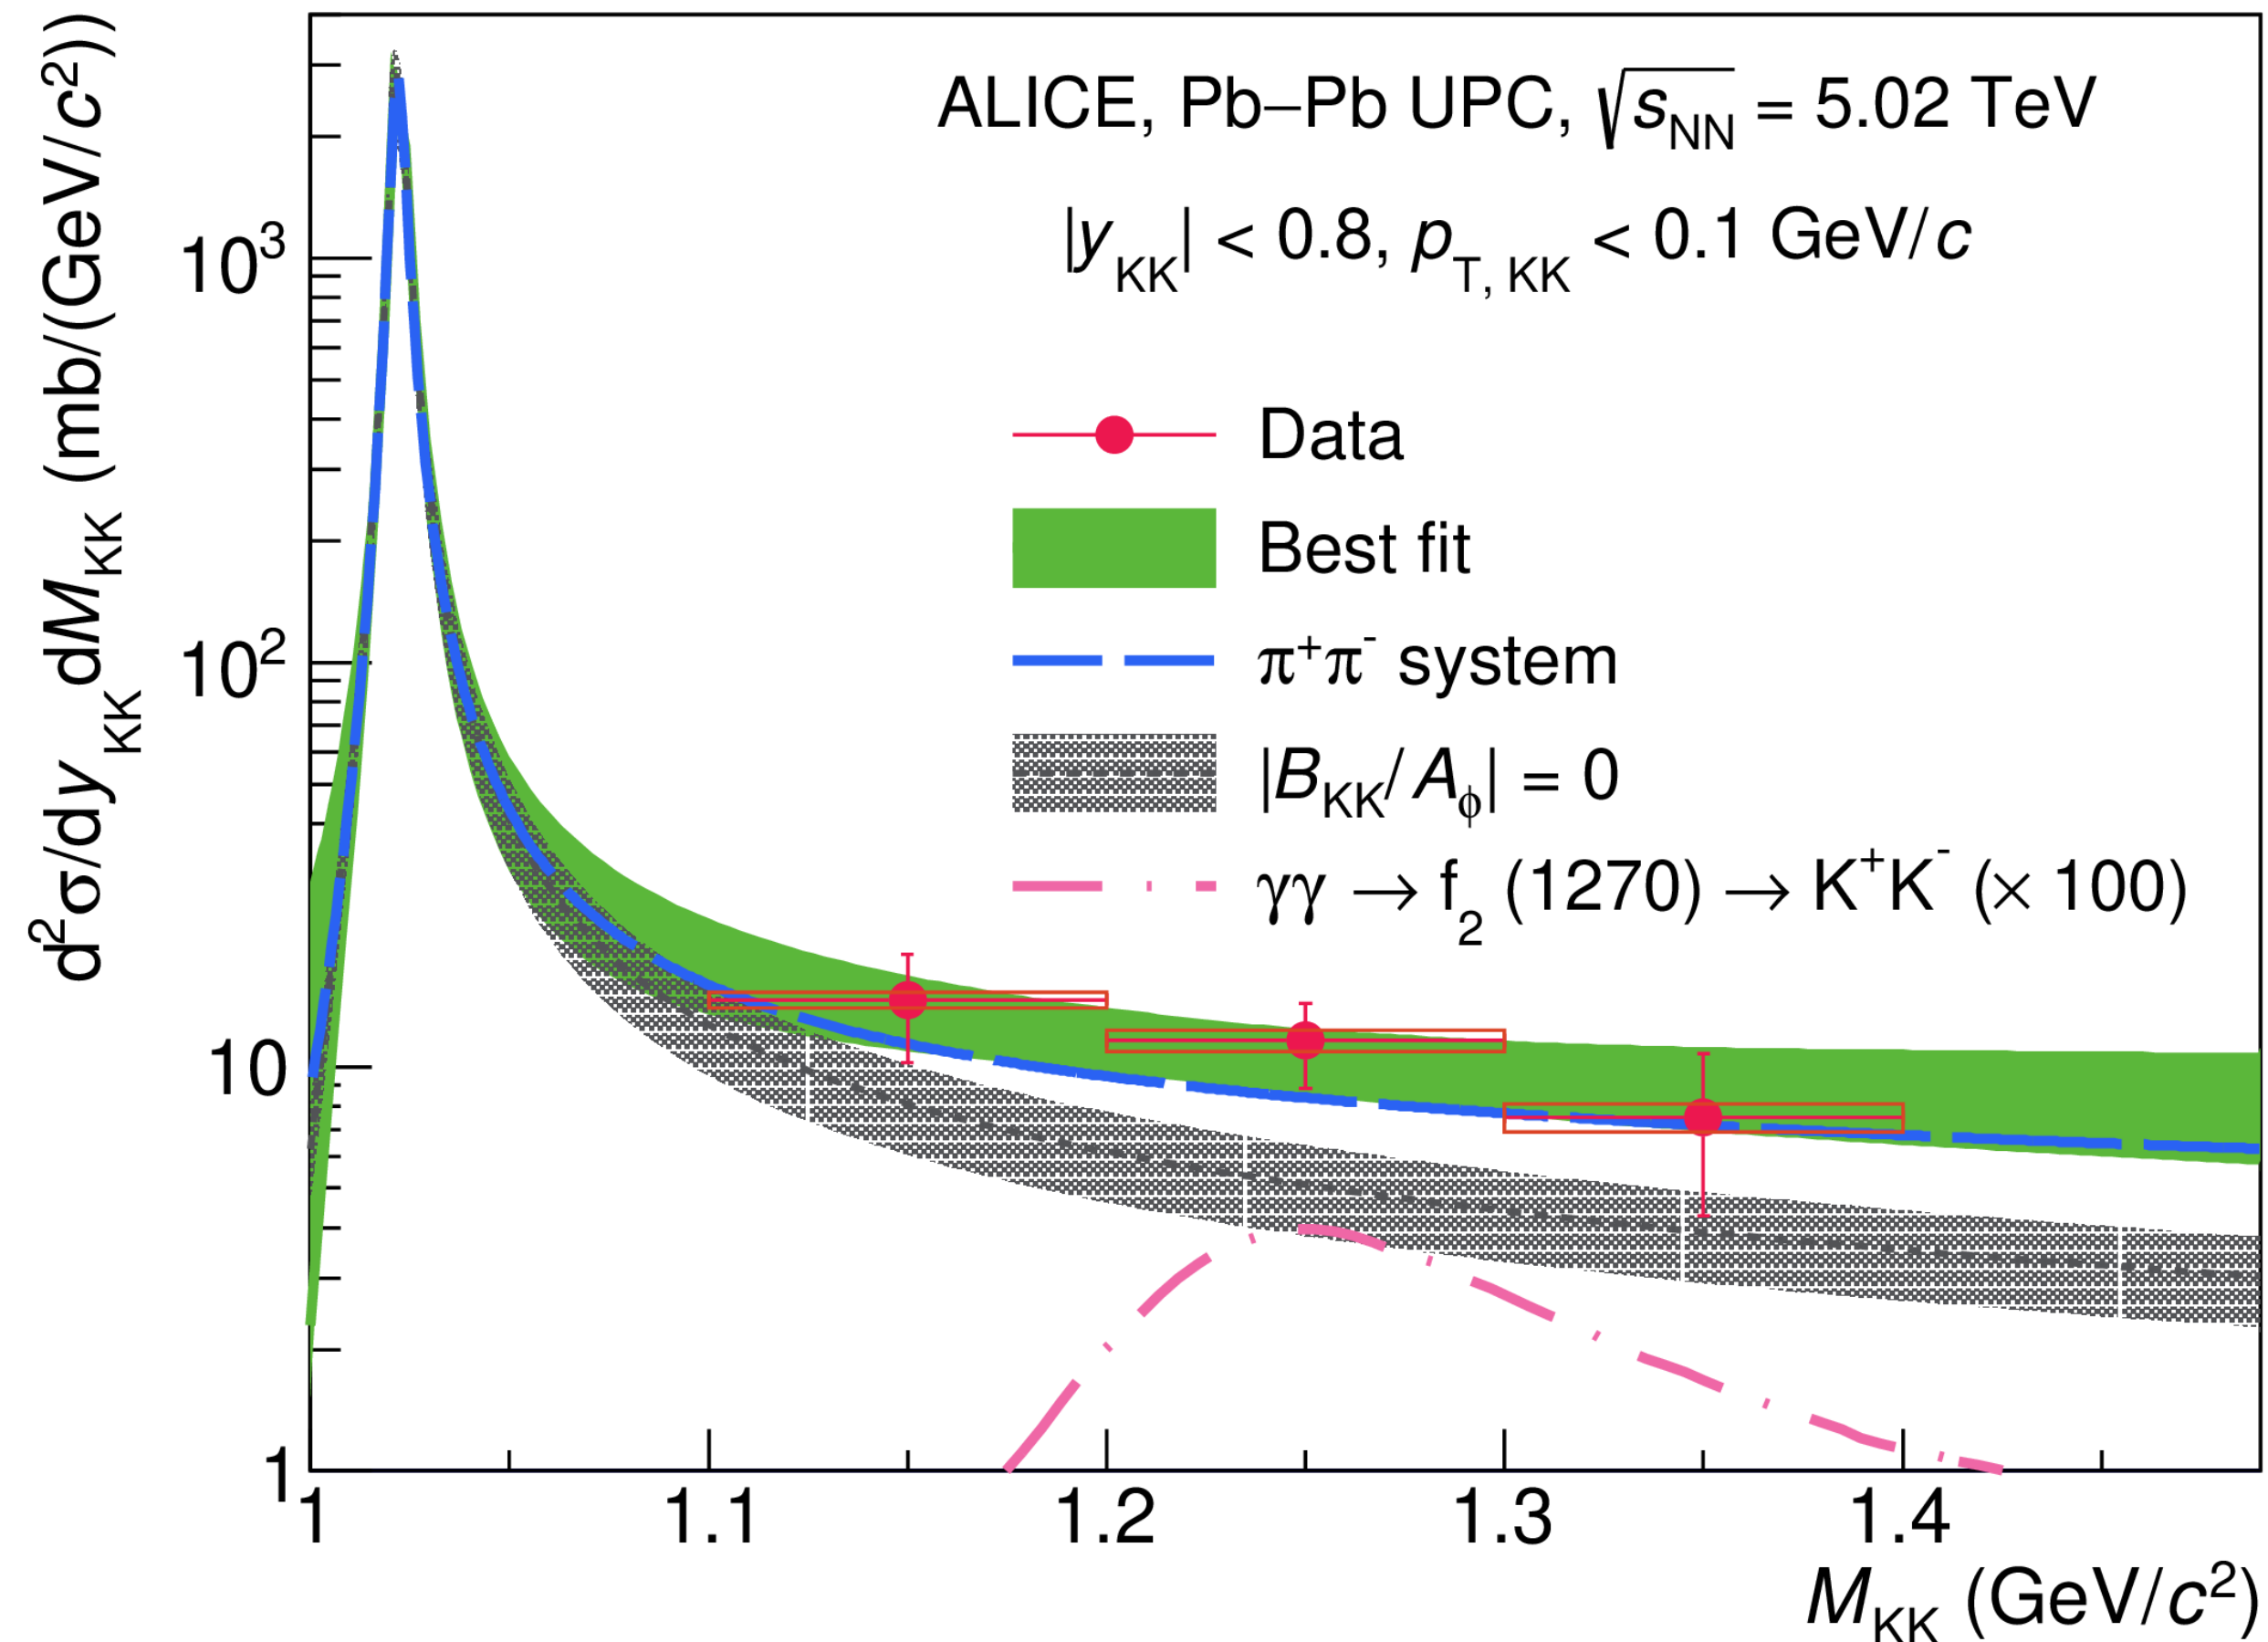 ALICE, Pb–Pb UPC, √sNN = 5.02 TeV
|yKK| < 0.8, pT, KK < 0.1 GeV/c
Data
Best fit
π+π- system
|BKK/Aϕ| = 0
γγ → f2 (1270) → K+K- (× 100)
d2σ/dyKK dMKK (mb/(GeV/c2))
103
102
10
1
1
1.1
1.2
1.3
1.4
MKK (GeV/c2)